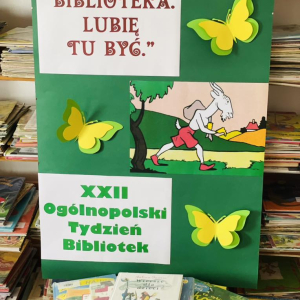 BIBLIOTEKA.
LUBIĘ
TU BYĆ."
XXII
Ogólnopolski
Tydzień
Bibliotek